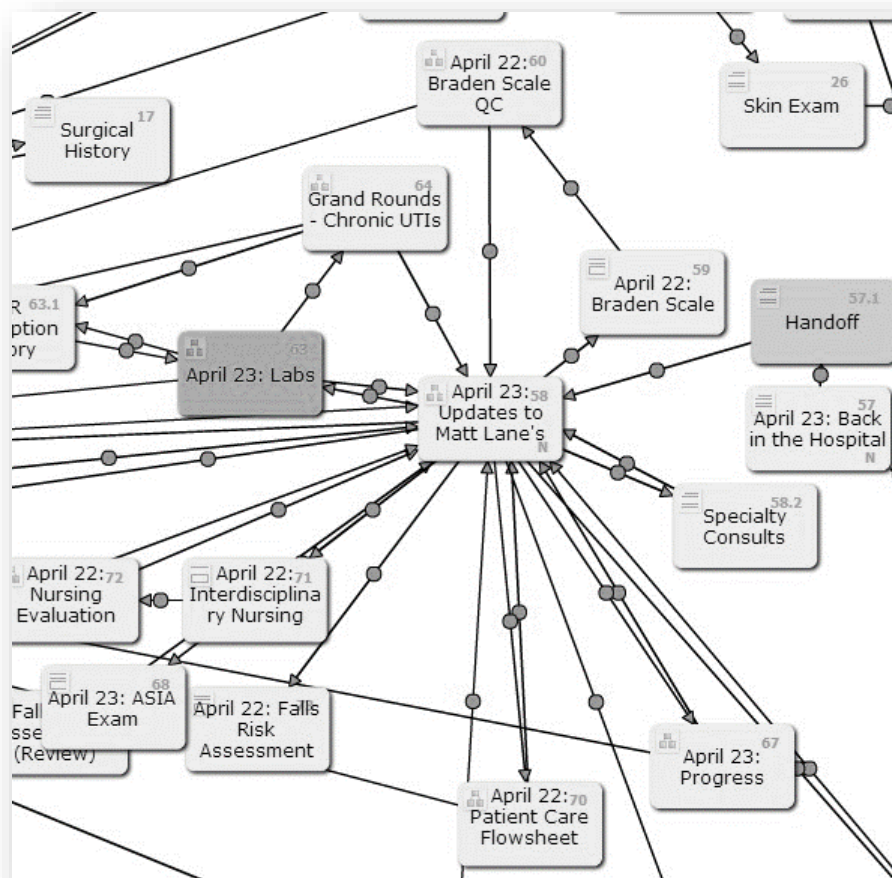 April 22: 60
Braden Scale
QC
26
Skin Exam
17
Surgical
History
64
Grand Rounds
- Chronic UTIs
59
April 22:
Braden Scale
57.1
Handoff
R 63.1
ption
ory
63
April 23: Labs
April 23: 58
Updates to
Matt Lane's
N
57
April 23: Back
in the Hospital
N
58.2
Specialty
Consults
April 22: 72
Nursing
Evaluation
April 22: 71
Interdisciplina
ry Nursing
68
April 23: ASIA
Exam
Fall
sse
(Review)
April 22: Falls
Risk
Assessment
67
April 23:
Progress
April 22: 70
Patient Care
Flowsheet